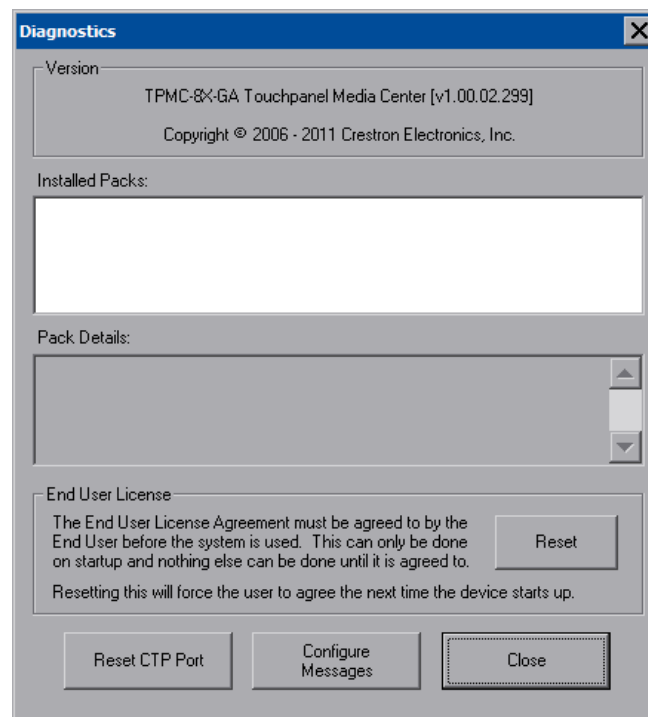 Diagnostics
Version
TPMC-8X-GA Touchpanel Media Center [v1.00.02.299]
Copyright © 2006 - 2011 Crestron Electronics, Inc.
Installed Packs:
Pack Details:
End User License
The End User License Agreement must be agreed to by the
End User before the system is used.  This can only be done
on startup and nothing else can be done until it is agreed to.
Reset
Resetting this will force the user to agree the next time the device starts up.
Reset CTP Port
Configure
Messages
Close